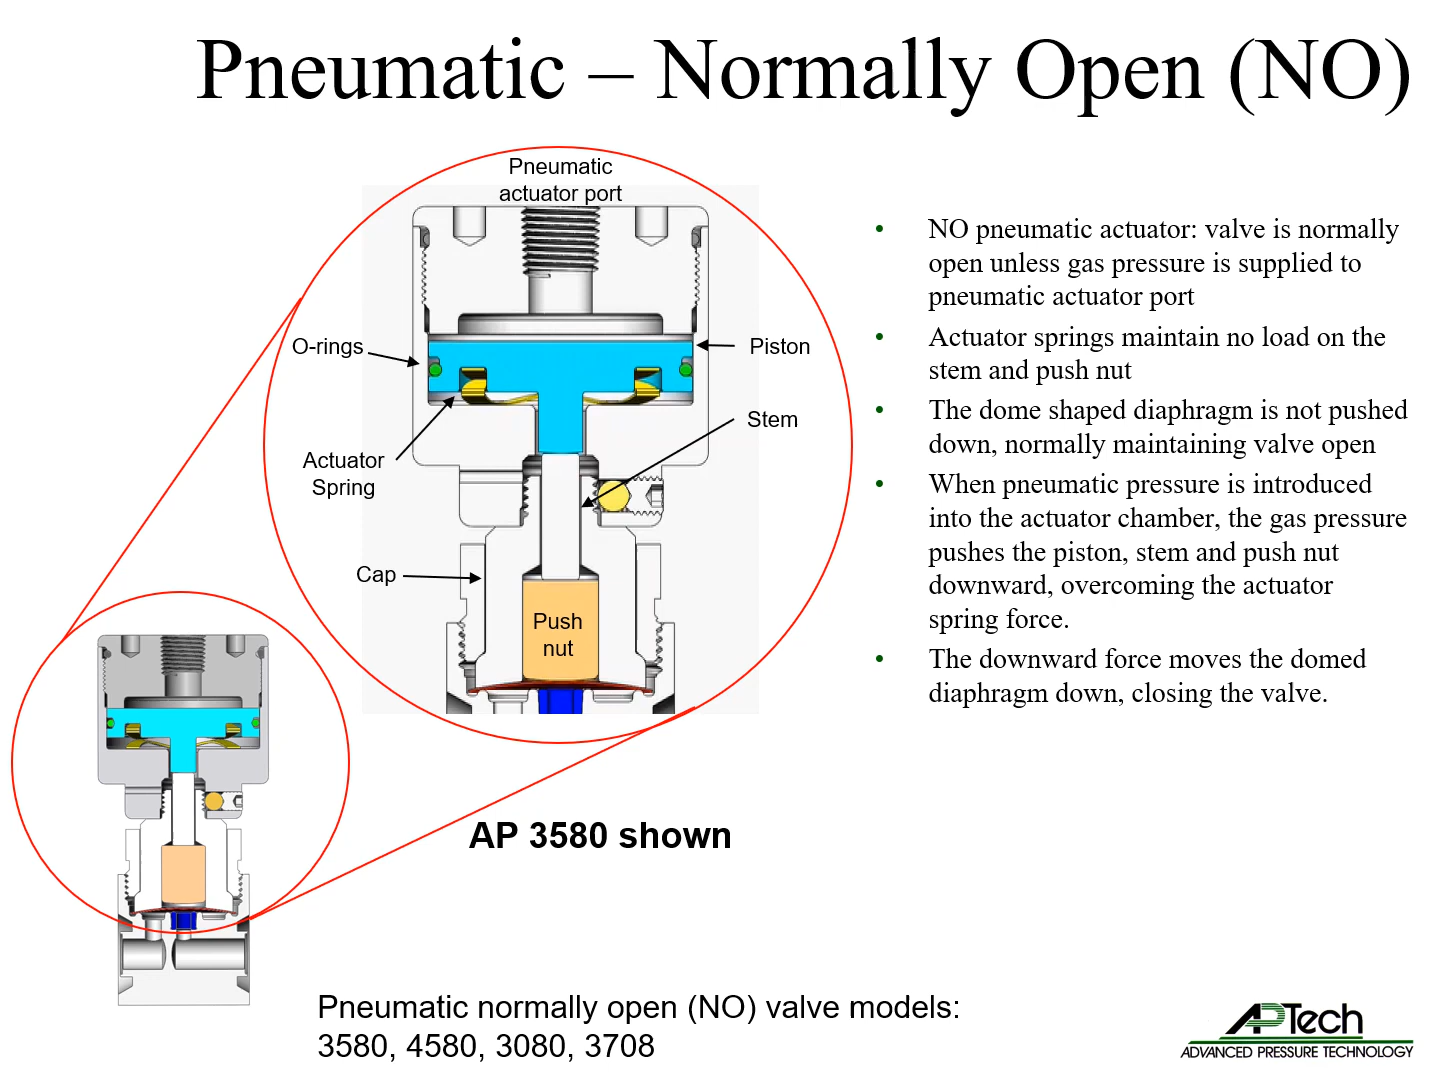 Pneumatic – Normally Open (NO)
Pneumatic
actuator port
O-rings
Piston
Stem
Actuator
Spring
Cap
Push
nut
• NO pneumatic actuator: valve is normally
open unless gas pressure is supplied to
pneumatic actuator port
• Actuator springs maintain no load on the
stem and push nut
• The dome shaped diaphragm is not pushed
down, normally maintaining valve open
• When pneumatic pressure is introduced
into the actuator chamber, the gas pressure
pushes the piston, stem and push nut
downward, overcoming the actuator
spring force.
• The downward force moves the domed
diaphragm down, closing the valve.
AP 3580 shown
Pneumatic normally open (NO) valve models:
3580, 4580, 3080, 3708
APTech
ADVANCED PRESSURE TECHNOLOGY